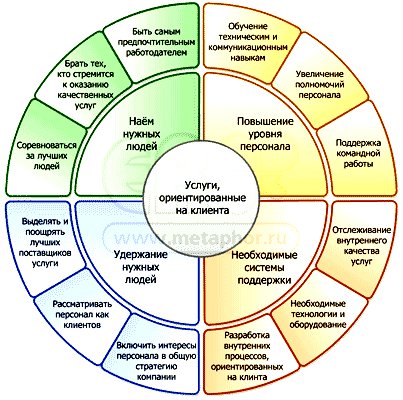 Быть самым
предпочтительным
работодателем
Обучение
техническим и
коммуникационным
навыкам
Брать тех,
кто стремится
к оказанию
качественных
услуг
Увеличение
полномочий
персонала
Соревноваться
за лучших
людей
Наём
нужных
людей
Повышение
уровня
персонала
Поддержка
командной
работы
Услуги,
ориентированные
на клиента
www.metaphor.ru
Выделять и
поощрять
лучших
поставщиков
услуги
Удержание
нужных
людей
Необходимые
системы
поддержки
Отслеживание
внутреннего
качества
услуг
Рассматривать
персонал как
клиентов
Необходимые
технологии и
оборудование
Включить интересы
персонала в общую
стратегию
компании
Разработка
внутренних
процессов,
ориентированных
на клинта